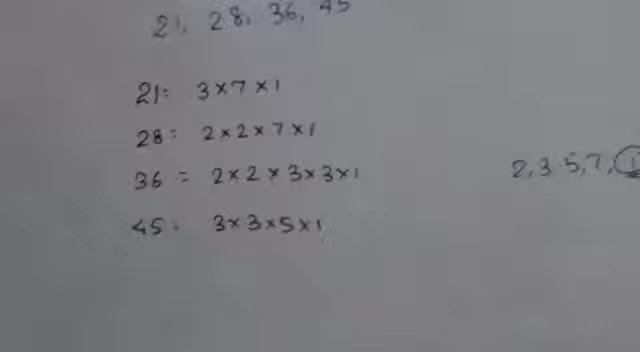 21, 28, 36, 45
21: 3×7×1
28 = 2×2×7×1
36 = 2×2×3×3×1
45: 3×3×5×1
2,3.5,7,1